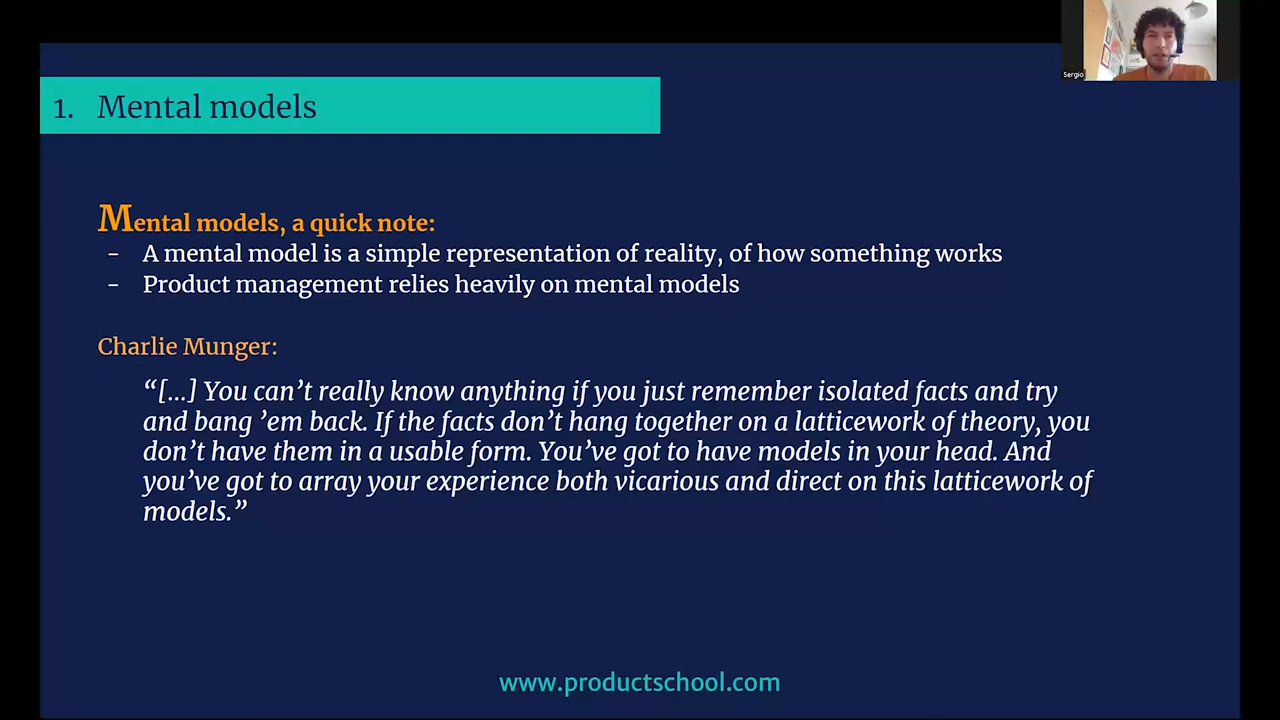 Sergio
1. Mental models
Mental models, a quick note:
- A mental model is a simple representation of reality, of how something works
- Product management relies heavily on mental models
Charlie Munger:
“[…] You can’t really know anything if you just remember isolated facts and try
and bang ’em back. If the facts don’t hang together on a latticework of theory, you
don’t have them in a usable form. You’ve got to have models in your head. And
you’ve got to array your experience both vicarious and direct on this latticework of
models.”
www.productschool.com